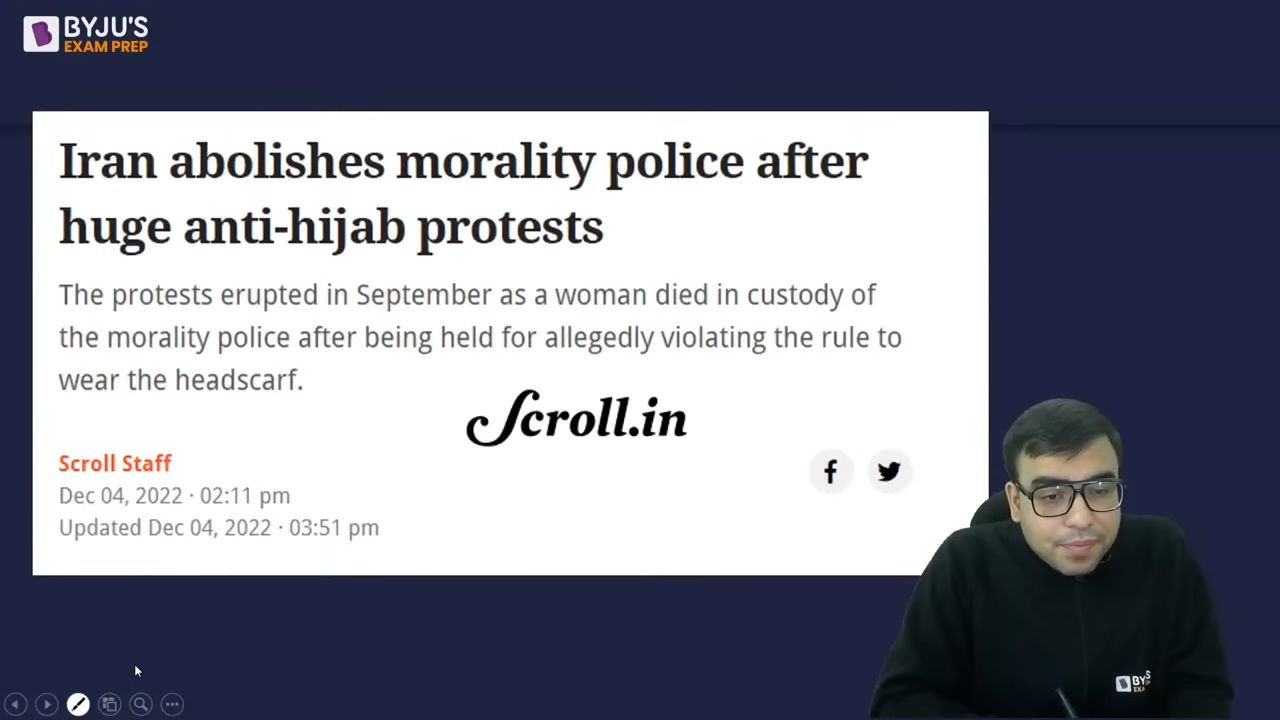 BYJU'S
EXAM PREP
Iran abolishes morality police after
huge anti-hijab protests
The protests erupted in September as a woman died in custody of
the morality police after being held for allegedly violating the rule to
wear the headscarf.
Scroll.in
Scroll Staff
Dec 04, 2022 · 02:11 pm
Updated Dec 04, 2022 · 03:51 pm